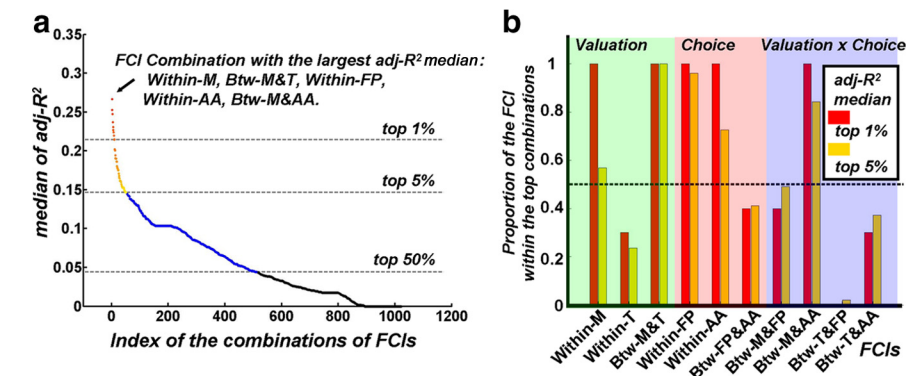 a
0.35
0.3
0.25
0.2
0.15
0.1
0.05
0
median of adj-R²
FCI Combination with the largest adj-R² median:
Within-M, Btw-M&T, Within-FP,
Within-AA, Btw-M&AA.
top 1%
top 5%
top 50%
0 200 400 600 800 1000 1200
Index of the combinations of FCIs
b
Proportion of the FCI
within the top combinations
1
0.8
0.6
0.4
0.2
0
Valuation Choice Valuation x Choice
adj-R²
median
top 1%
top 5%
Within-M
Within-T
Btw-M&T
Within-FP
Within-AA
Btw-FP&AA
Btw-M&FP
Btw-M&AA
Btw-T&FP
Btw-T&AA
FCIs